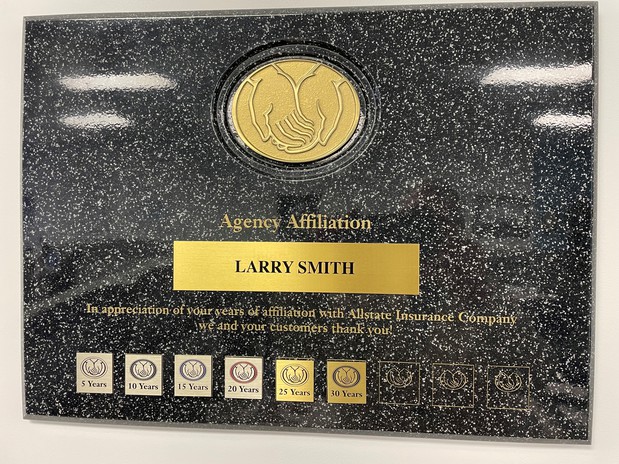 Agency Affiliation
LARRY SMITH
In appreciation of your years of affiliation with Allstate Insurance Company
we and your customers thank you!
5 Years 10 Years 15 Years 20 Years 25 Years 30 Years